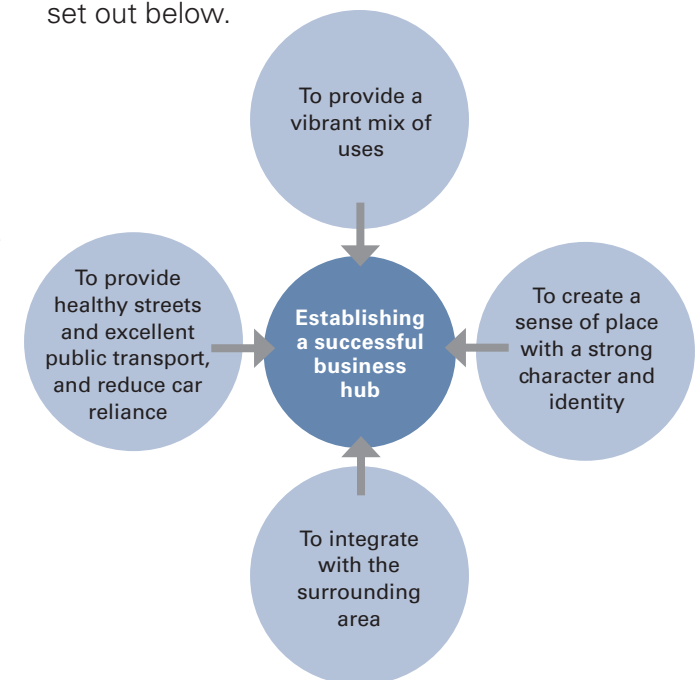 set out below.
To provide a
vibrant mix of
uses
To provide
healthy streets
and excellent
public transport,
and reduce car
reliance
Establishing
a successful
business
hub
To create a
sense of place
with a strong
character and
identity
To integrate
with the
surrounding
area